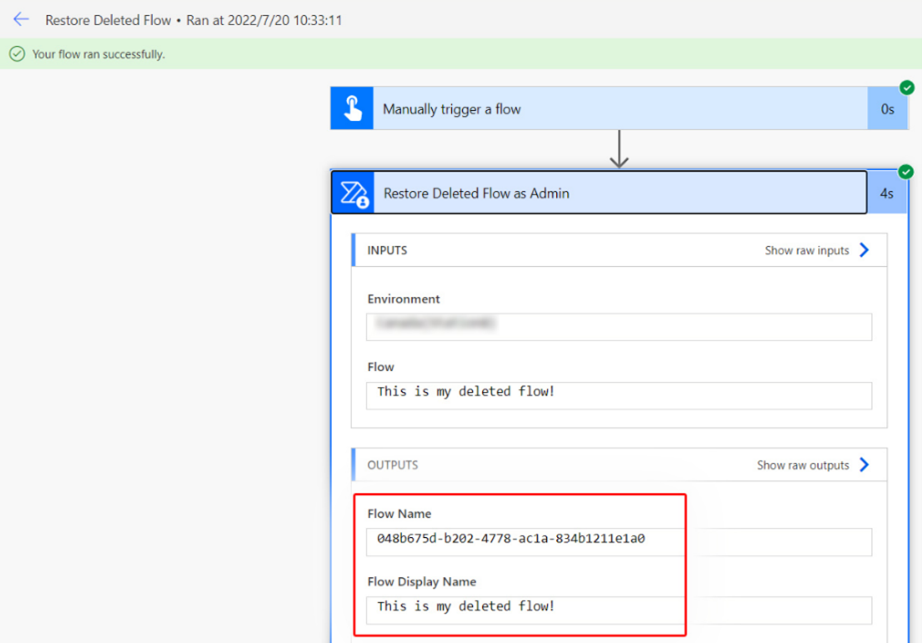 Restore Deleted Flow • Ran at 2022/7/20 10:33:11
Your flow ran successfully.
Manually trigger a flow
0s
Restore Deleted Flow as Admin
4s
INPUTS
Show raw inputs
Environment
Flow
This is my deleted flow!
OUTPUTS
Show raw outputs
Flow Name
048b675d-b202-4778-ac1a-834b1211e1a0
Flow Display Name
This is my deleted flow!